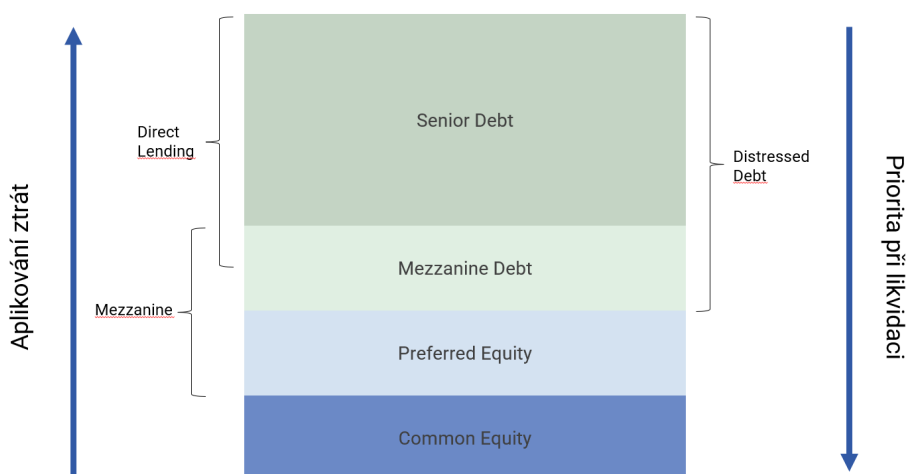 Aplikování ztrát
Direct
Lending
Mezzanine
Senior Debt
Mezzanine Debt
Preferred Equity
Common Equity
Distressed
Debt
Priorita při likvidaci